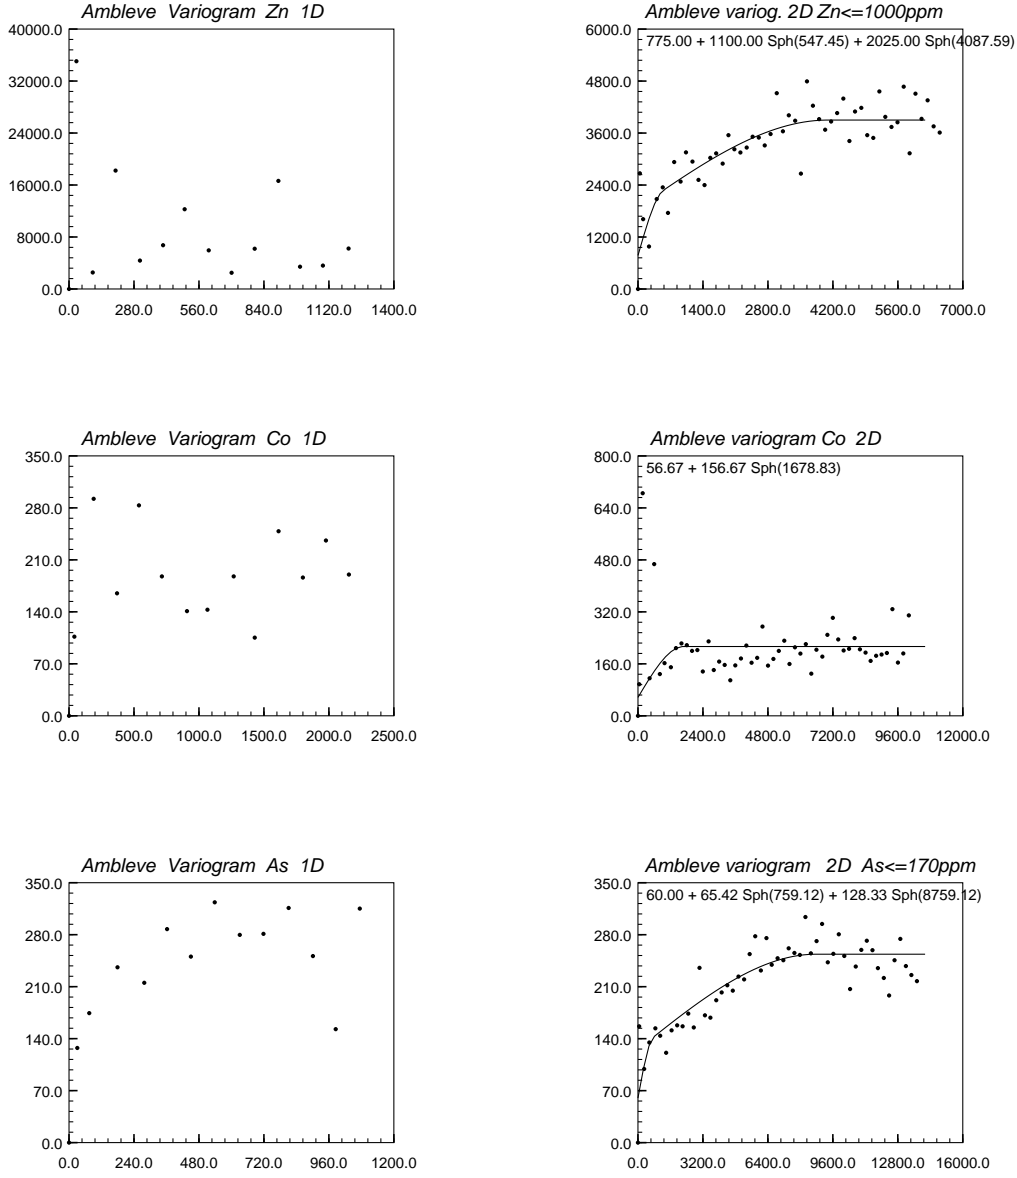 Ambleve Variogram Zn 1D
40000.0
32000.0
24000.0
16000.0
8000.0
0.0
0.0 280.0 560.0 840.0 1120.0 1400.0
Ambleve variog. 2D Zn<=1000ppm
775.00 + 1100.00 Sph(547.45) + 2025.00 Sph(4087.59)
6000.0
4800.0
3600.0
2400.0
1200.0
0.0
0.0 1400.0 2800.0 4200.0 5600.0 7000.0
Ambleve Variogram Co 1D
350.0
280.0
210.0
140.0
70.0
0.0
0.0 500.0 1000.0 1500.0 2000.0 2500.0
Ambleve variogram Co 2D
56.67 + 156.67 Sph(1678.83)
800.0
640.0
480.0
320.0
160.0
0.0
0.0 2400.0 4800.0 7200.0 9600.0 12000.0
Ambleve Variogram As 1D
350.0
280.0
210.0
140.0
70.0
0.0
0.0 240.0 480.0 720.0 960.0 1200.0
Ambleve variogram 2D As<=170ppm
60.00 + 65.42 Sph(759.12) + 128.33 Sph(8759.12)
350.0
280.0
210.0
140.0
70.0
0.0
0.0 3200.0 6400.0 9600.0 12800.0 16000.0